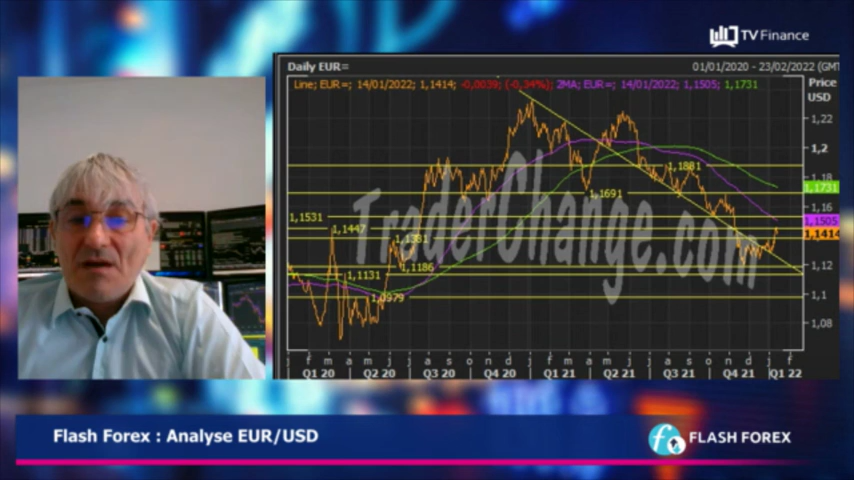 TV Finance
Daily EUR=
01/01/2020 - 23/02/2022 (GMT
Line; EUR=; 14/01/2022; 1,1414; -0,0039; (-0,34%); 2MA; EUR=; 14/01/2022; 1,1505; 1,1731
Price
USD
1,22
1,2
1,18
1,1731
1,16
1,1505
1,1414
1,12
1,1
1,08
1,1881
1,1691
1,1531
1,1447
1,1381
1,1186
1,1131
1,0979
TraderChange.com
j f m a m j j a s o n d j f m a m j j a s o n d j f
Q1 20 Q2 20 Q3 20 Q4 20 Q1 21 Q2 21 Q3 21 Q4 21 Q1 22
Flash Forex : Analyse EUR/USD
FLASH FOREX